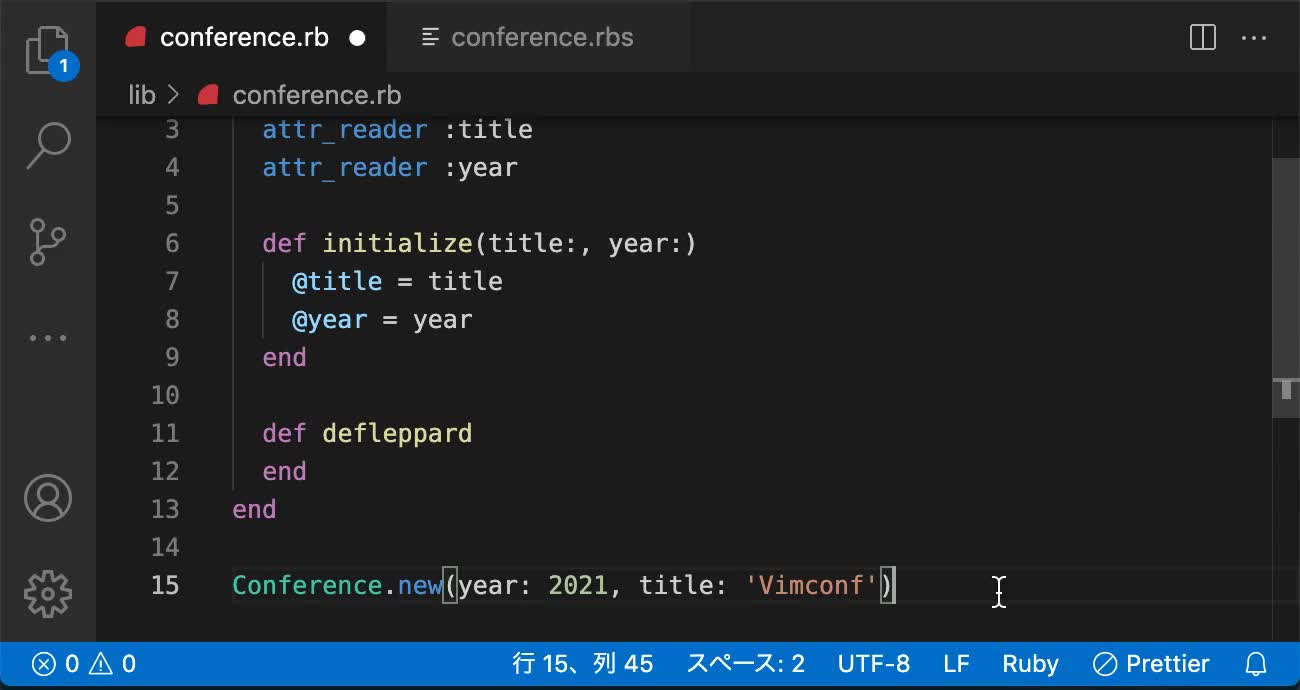 conference.rb ● conference.rbs
1
lib > conference.rb
3 attr_reader :title
4 attr_reader :year
5
6 def initialize(title:, year:)
7 @title = title
8 @year = year
9 end
10
11 def defleppard
12 end
13 end
14
15 Conference.new(year: 2021, title: 'Vimconf')
0 0 行 15、列 45 スペース: 2 UTF-8 LF Ruby Prettier